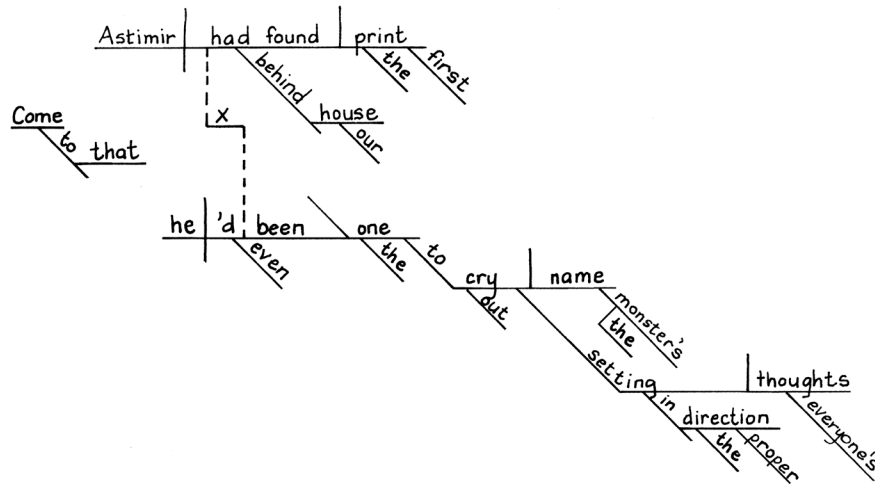 Astimir had found print
the first
behind
house
our
x
Come
to that
he 'd been one
even the to
cry name
out
monster's
the
setting thoughts
everyone's
in direction
the proper